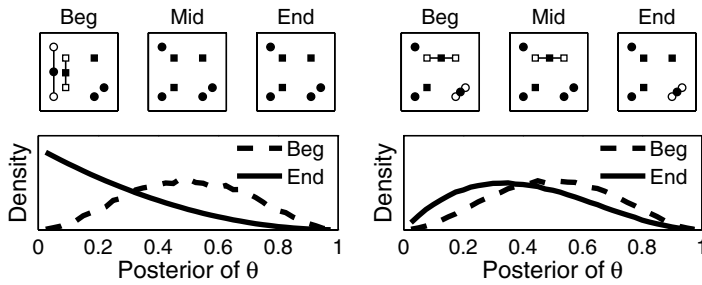 Beg Mid End
Beg Mid End
Density
Beg
End
0 0.2 0.4 0.6 0.8 1
Posterior of θ
Density
Beg
End
0 0.2 0.4 0.6 0.8 1
Posterior of θ